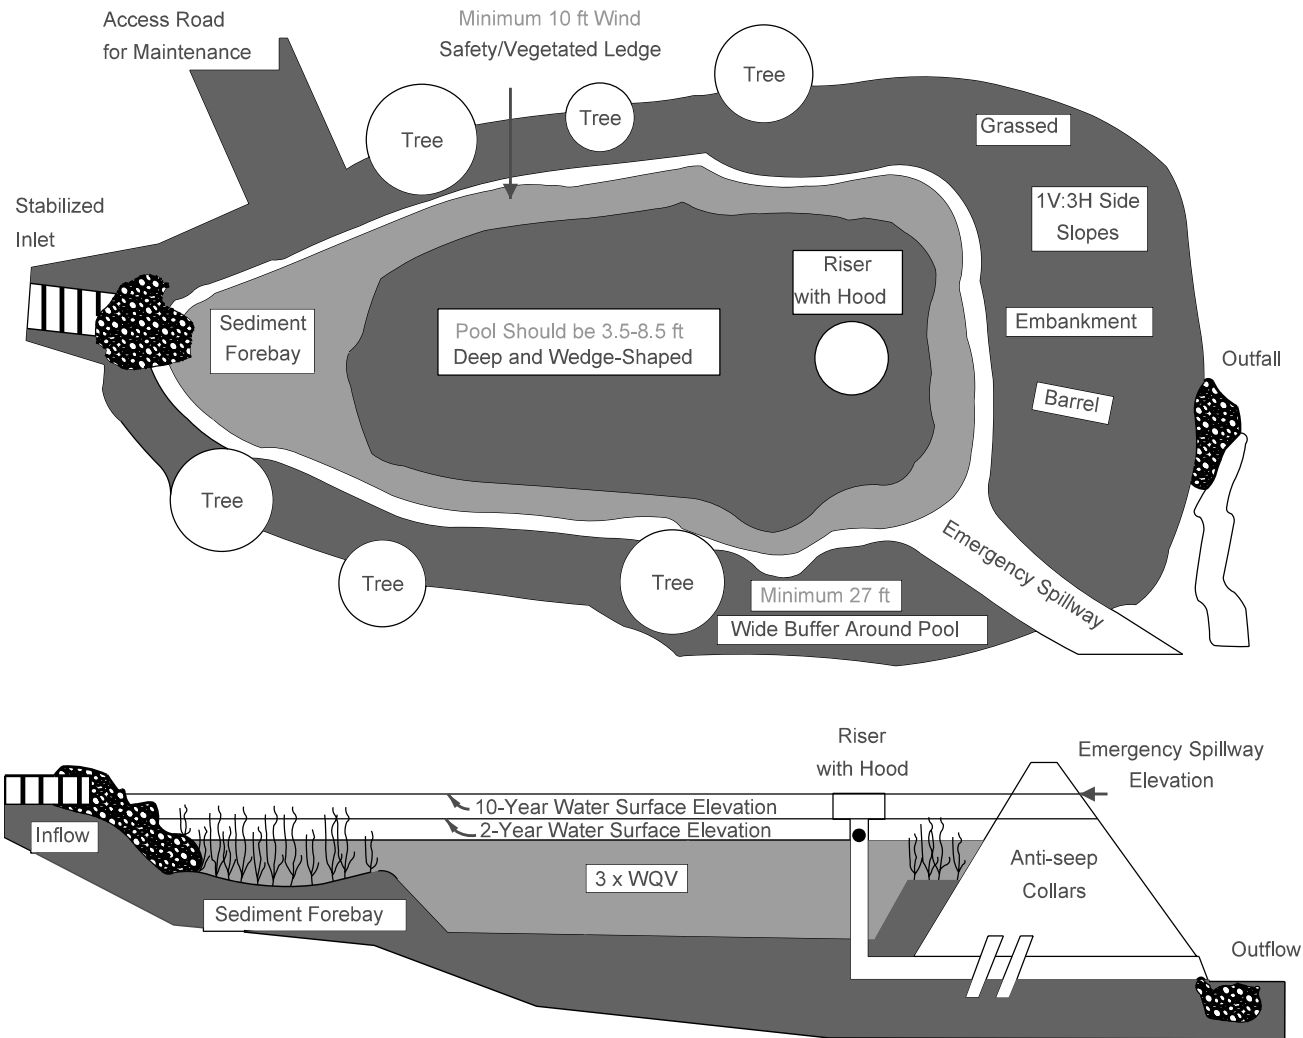 Access Road
for Maintenance
Minimum 10 ft Wind
Safety/Vegetated Ledge
Tree
Tree
Tree
Grassed
Stabilized
Inlet
1V:3H Side
Slopes
Riser
with Hood
Sediment
Forebay
Pool Should be 3.5-8.5 ft
Deep and Wedge-Shaped
Embankment
Outfall
Barrel
Tree
Tree
Tree
Emergency Spillway
Minimum 27 ft
Wide Buffer Around Pool
Riser
with Hood
Emergency Spillway
Elevation
10-Year Water Surface Elevation
2-Year Water Surface Elevation
Inflow
3 x WQV
Anti-seep
Collars
Sediment Forebay
Outflow